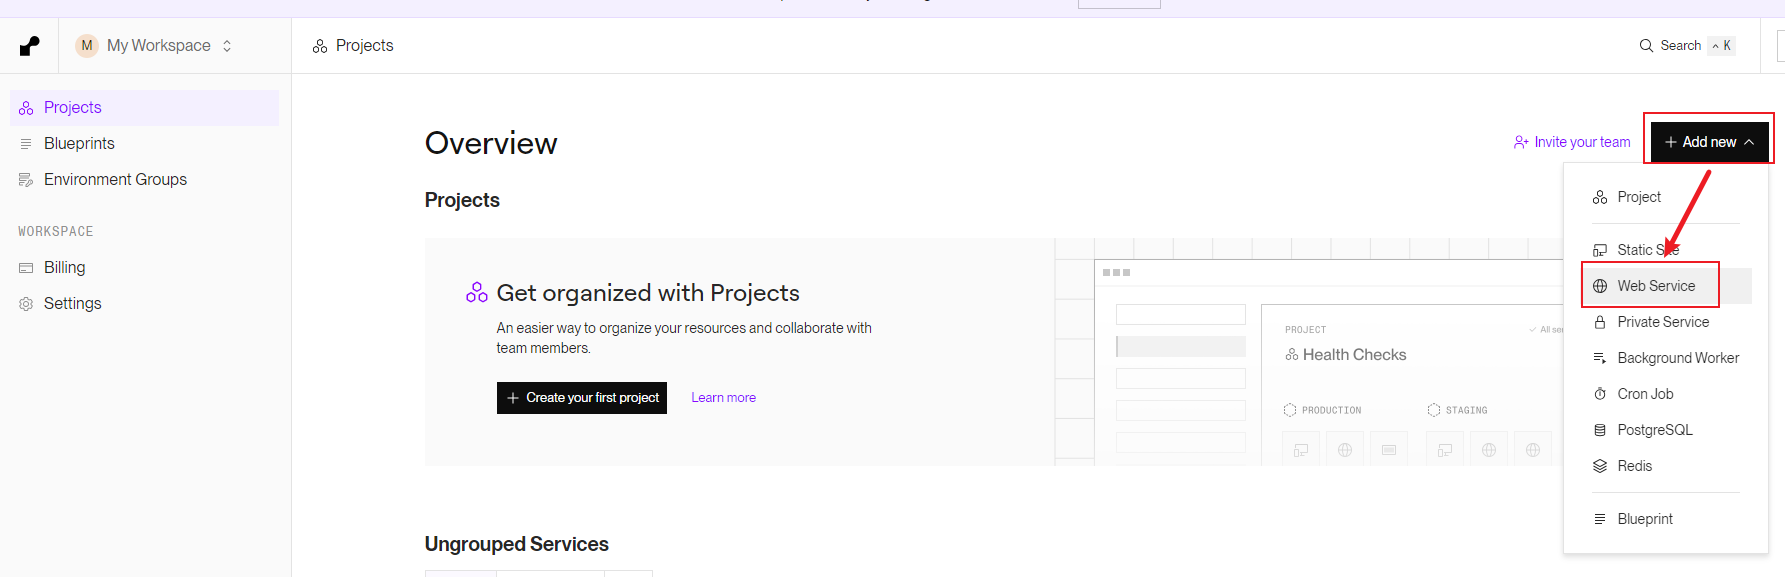 M My Workspace
Projects
Search ^ K
Projects
Blueprints
Environment Groups
WORKSPACE
Billing
Settings
Overview
Invite your team
+ Add new
Projects
Get organized with Projects
An easier way to organize your resources and collaborate with
team members.
+ Create your first project
Learn more
PROJECT
All
Health Checks
PRODUCTION
STAGING
Project
Static
Web Service
Private Service
Background Worker
Cron Job
PostgreSQL
Redis
Blueprint
Ungrouped Services